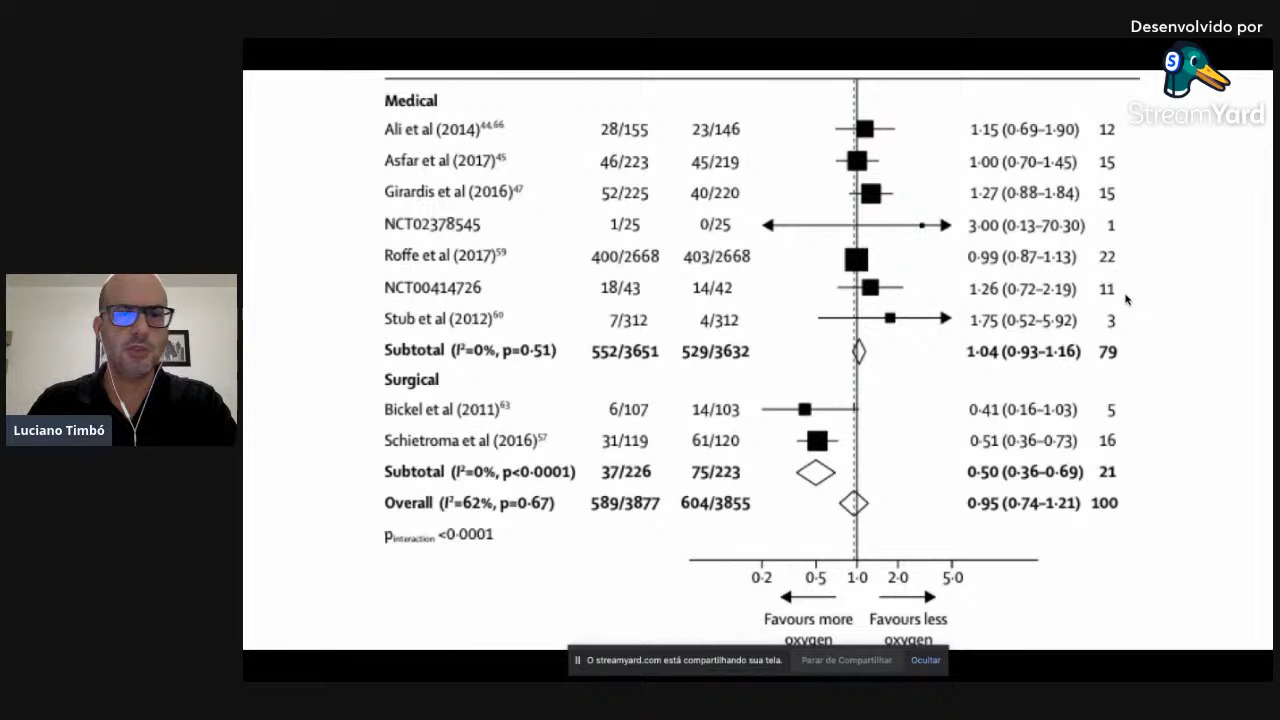 Desenvolvido por
StreamYard
Medical
Ali et al (2014)44,66 28/155 23/146 1·15 (0·69–1·90) 12
Asfar et al (2017)45 46/223 45/219 1·00 (0·70–1·45) 15
Girardis et al (2016)47 52/225 40/220 1·27 (0·88–1·84) 15
NCT02378545 1/25 0/25 3·00 (0·13–70·30) 1
Roffe et al (2017)59 400/2668 403/2668 0·99 (0·87–1·13) 22
NCT00414726 18/43 14/42 1·26 (0·72–2·19) 11
Stub et al (2012)60 7/312 4/312 1·75 (0·52–5·92) 3
Subtotal (I²=0%, p=0·51) 552/3651 529/3632 1·04 (0·93–1·16) 79
Surgical
Bickel et al (2011)63 6/107 14/103 0·41 (0·16–1·03) 5
Schietroma et al (2016)57 31/119 61/120 0·51 (0·36–0·73) 16
Subtotal (I²=0%, p<0·0001) 37/226 75/223 0·50 (0·36–0·69) 21
Overall (I²=62%, p=0·67) 589/3877 604/3855 0·95 (0·74–1·21) 100
pinteraction <0·0001
0·2 0·5 1·0 2·0 5·0
Favours more Favours less
oxygen oxygen
Luciano Timbó
O streamyard.com está compartilhando sua tela. Parar de Compartilhar Ocultar